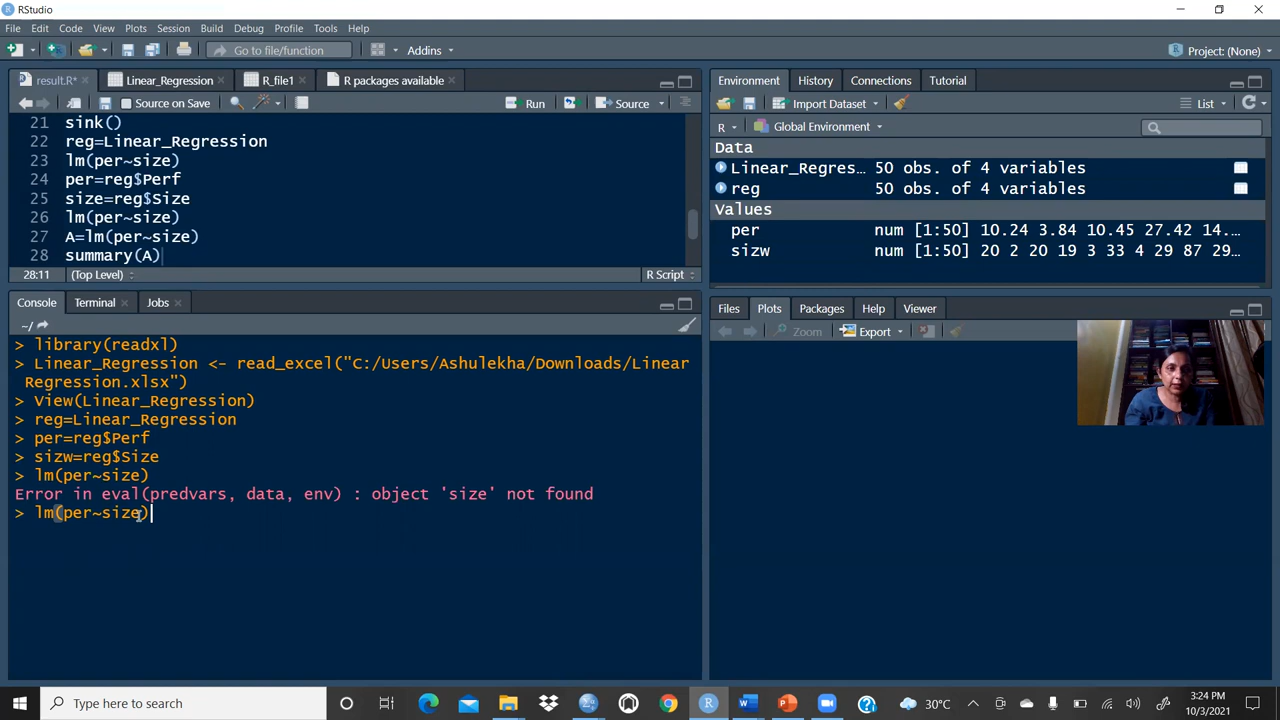 RStudio
File Edit Code View Plots Session Build Debug Profile Tools Help
Go to file/function Addins Project: (None)
result.R* Linear_Regression R_file1 R packages available
Source on Save Run Source
21 sink()
22 reg=Linear_Regression
23 lm(per~size)
24 per=reg$Perf
25 size=reg$Size
26 lm(per~size)
27 A=lm(per~size)
28 summary(A)
28:11 (Top Level) R Script
Console Terminal Jobs
~/
> library(readxl)
> Linear_Regression <- read_excel("C:/Users/Ashulekha/Downloads/Linear
Regression.xlsx")
> View(Linear_Regression)
> reg=Linear_Regression
> per=reg$Perf
> sizw=reg$Size
> lm(per~size)
Error in eval(predvars, data, env) : object 'size' not found
> lm(per~size)
Environment History Connections Tutorial
Import Dataset List
R Global Environment
Data
Linear_Regres... 50 obs. of 4 variables
reg 50 obs. of 4 variables
Values
per num [1:50] 10.24 3.84 10.45 27.42 14....
sizw num [1:50] 20 2 20 19 3 33 4 29 87 29...
Files Plots Packages Help Viewer
Zoom Export
Type here to search
30°C
3:24 PM
10/3/2021